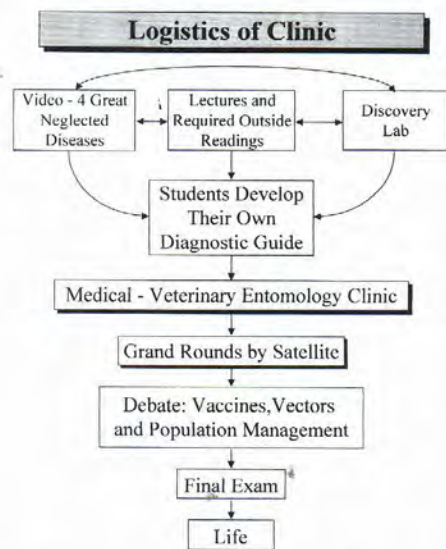 Logistics of Clinic
Video - 4 Great
Neglected
Diseases
Lectures and
Required Outside
Readings
Discovery
Lab
Students Develop
Their Own
Diagnostic Guide
Medical - Veterinary Entomology Clinic
Grand Rounds by Satellite
Debate: Vaccines,Vectors
and Population Management
Final Exam
Life